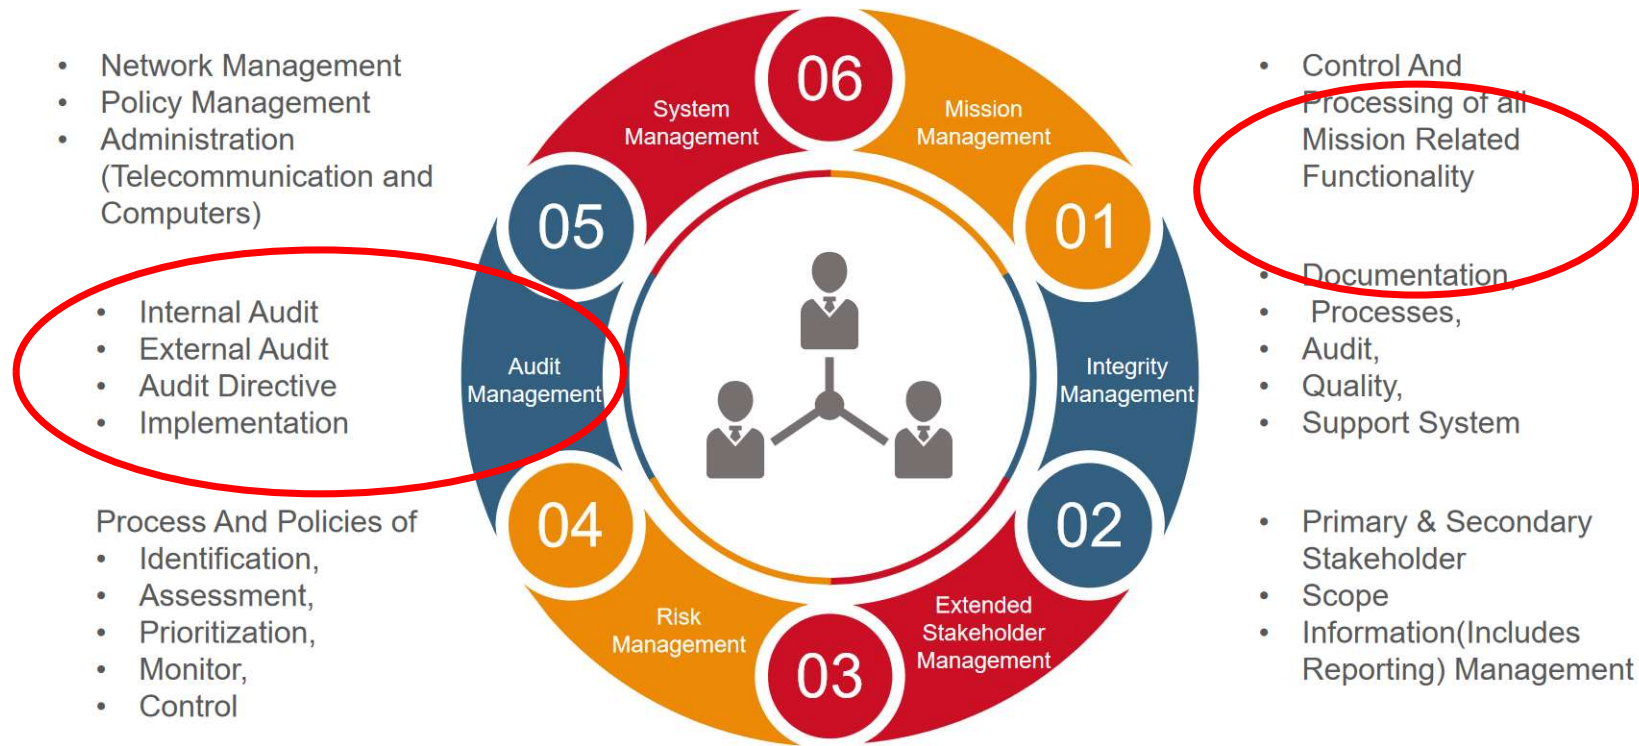 • Network Management
• Policy Management
• Administration
(Telecommunication and
Computers)
• Internal Audit
• External Audit
• Audit Directive
• Implementation
Process And Policies of
• Identification,
• Assessment,
• Prioritization,
• Monitor,
• Control
06
System
Management
Mission
Management
05
01
Audit
Management
Integrity
Management
04
02
Risk
Management
Extended
Stakeholder
Management
03
• Control And
Processing of all
Mission Related
Functionality
• Documentation,
• Processes,
• Audit,
• Quality,
• Support System
• Primary & Secondary
Stakeholder
• Scope
• Information(Includes
Reporting) Management